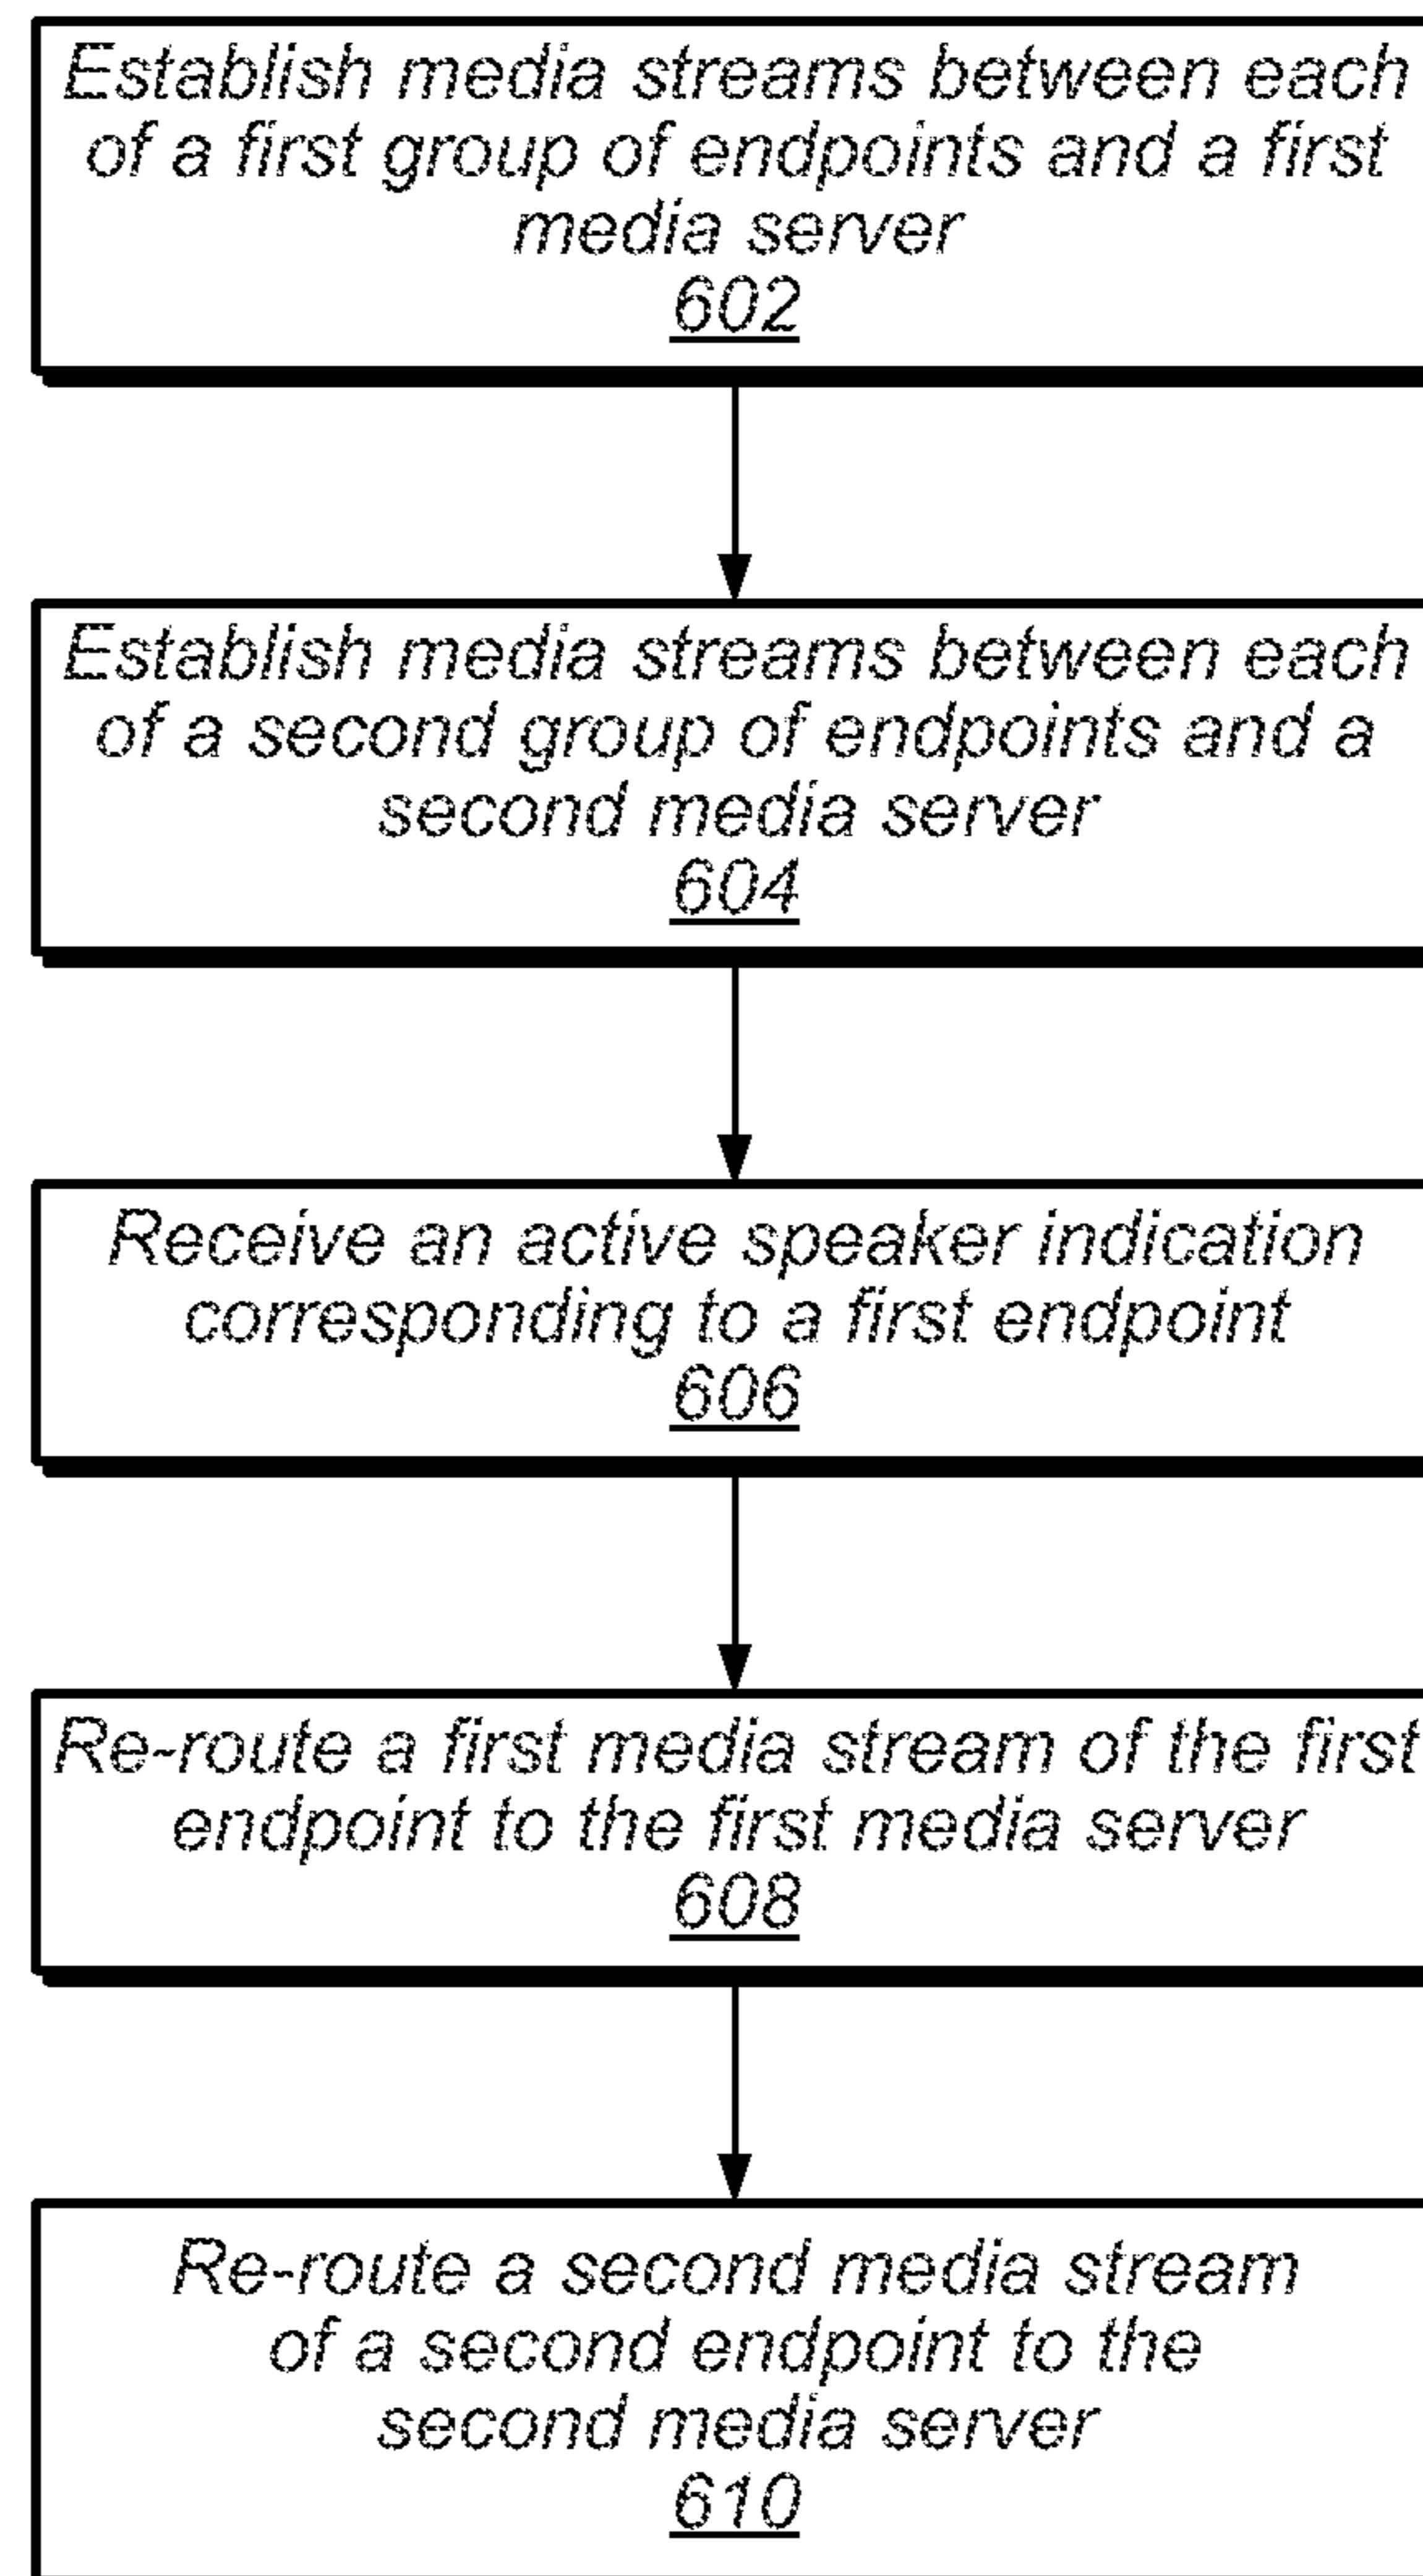 Establish media streams between each
of a first group of endpoints and a first
media server
602
Establish media streams between each
of a second group of endpoints and a
second media server
604
Receive an active speaker indication
corresponding to a first endpoint
606
Re-route a first media stream of the first
endpoint to the first media server
608
Re-route a second media stream
of a second endpoint to the
second media server
610